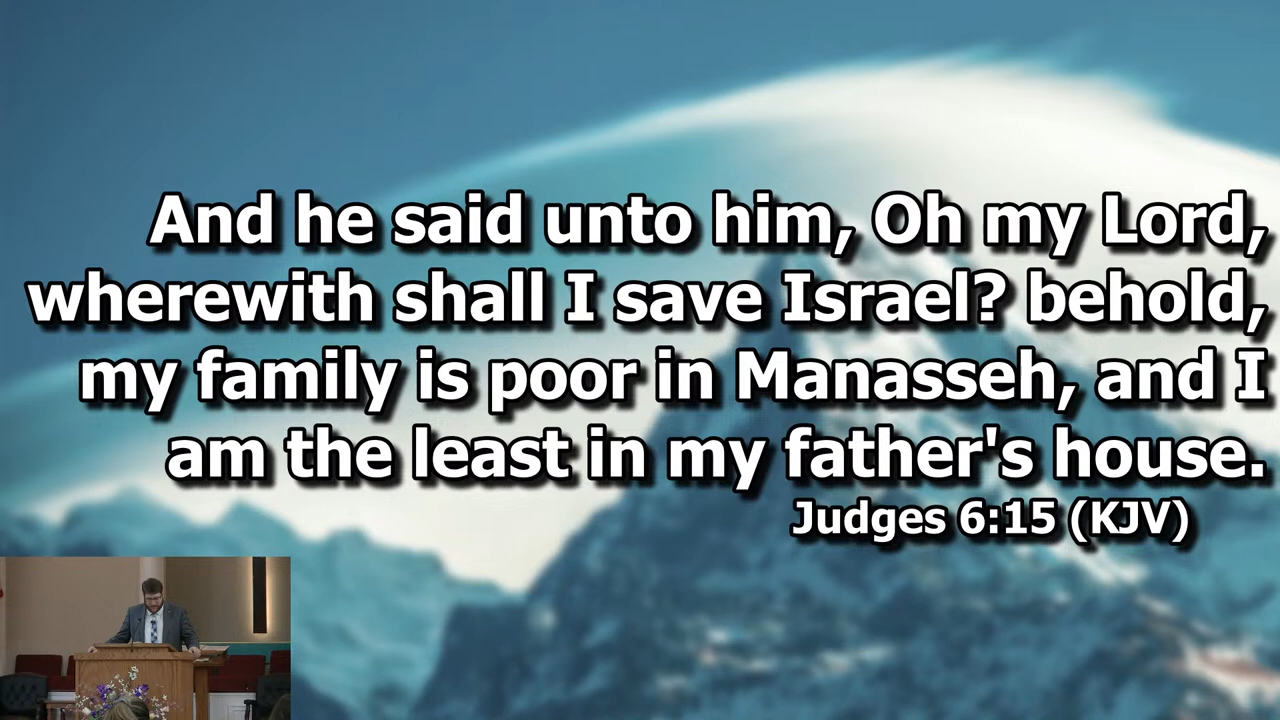 And he said unto him, Oh my Lord,
wherewith shall I save Israel? behold,
my family is poor in Manasseh, and I
am the least in my father's house.
Judges 6:15 (KJV)